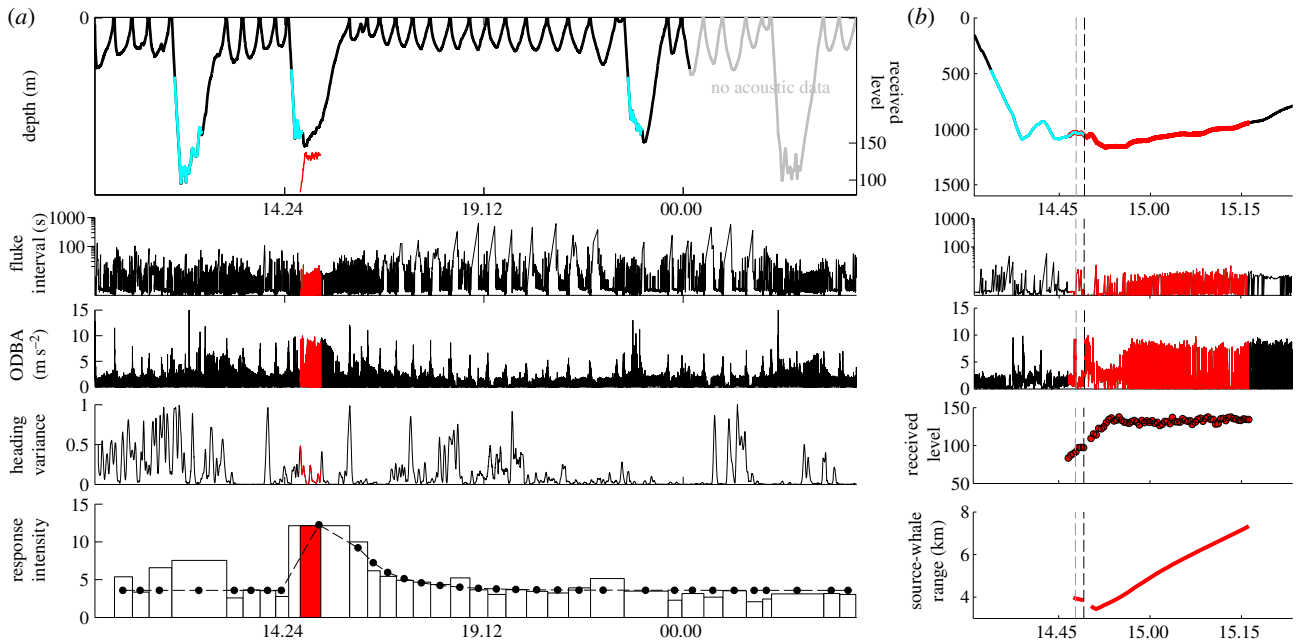 (a)
0
depth (m)
no acoustic data
received
level
150
100
14.24
19.12
00.00
1000
100
fluke
interval (s)
15
10
5
0
ODBA
(m s⁻²)
1
0.5
0
heading
variance
15
10
5
0
response
intensity
14.24
19.12
00.00
(b)
0
500
1000
1500
14.45
15.00
15.15
1000
100
15
10
5
0
150
100
50
received
level
8
6
4
source-whale
range (km)
14.45
15.00
15.15